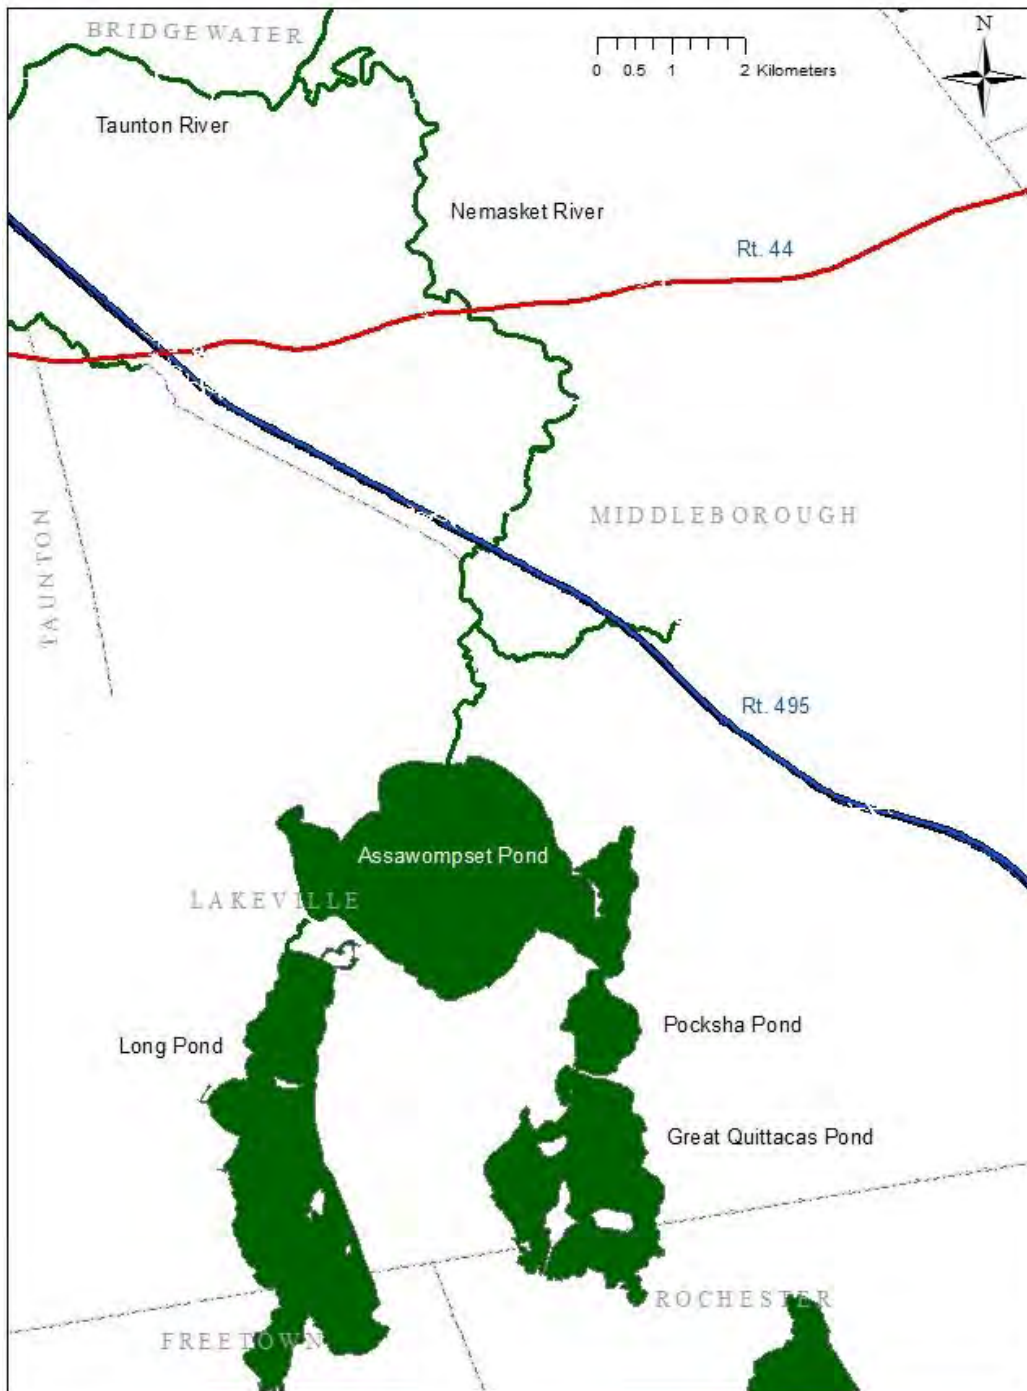 BRIDGEWATER
N
0 0.5 1 2 Kilometers
Taunton River
Nemasket River
Rt. 44
MIDDLEBOROUGH
TAUNTON
Rt. 495
Assawompset Pond
LAKEVILLE
Pocksha Pond
Long Pond
Great Quittacas Pond
ROCHESTER
FREETOWN